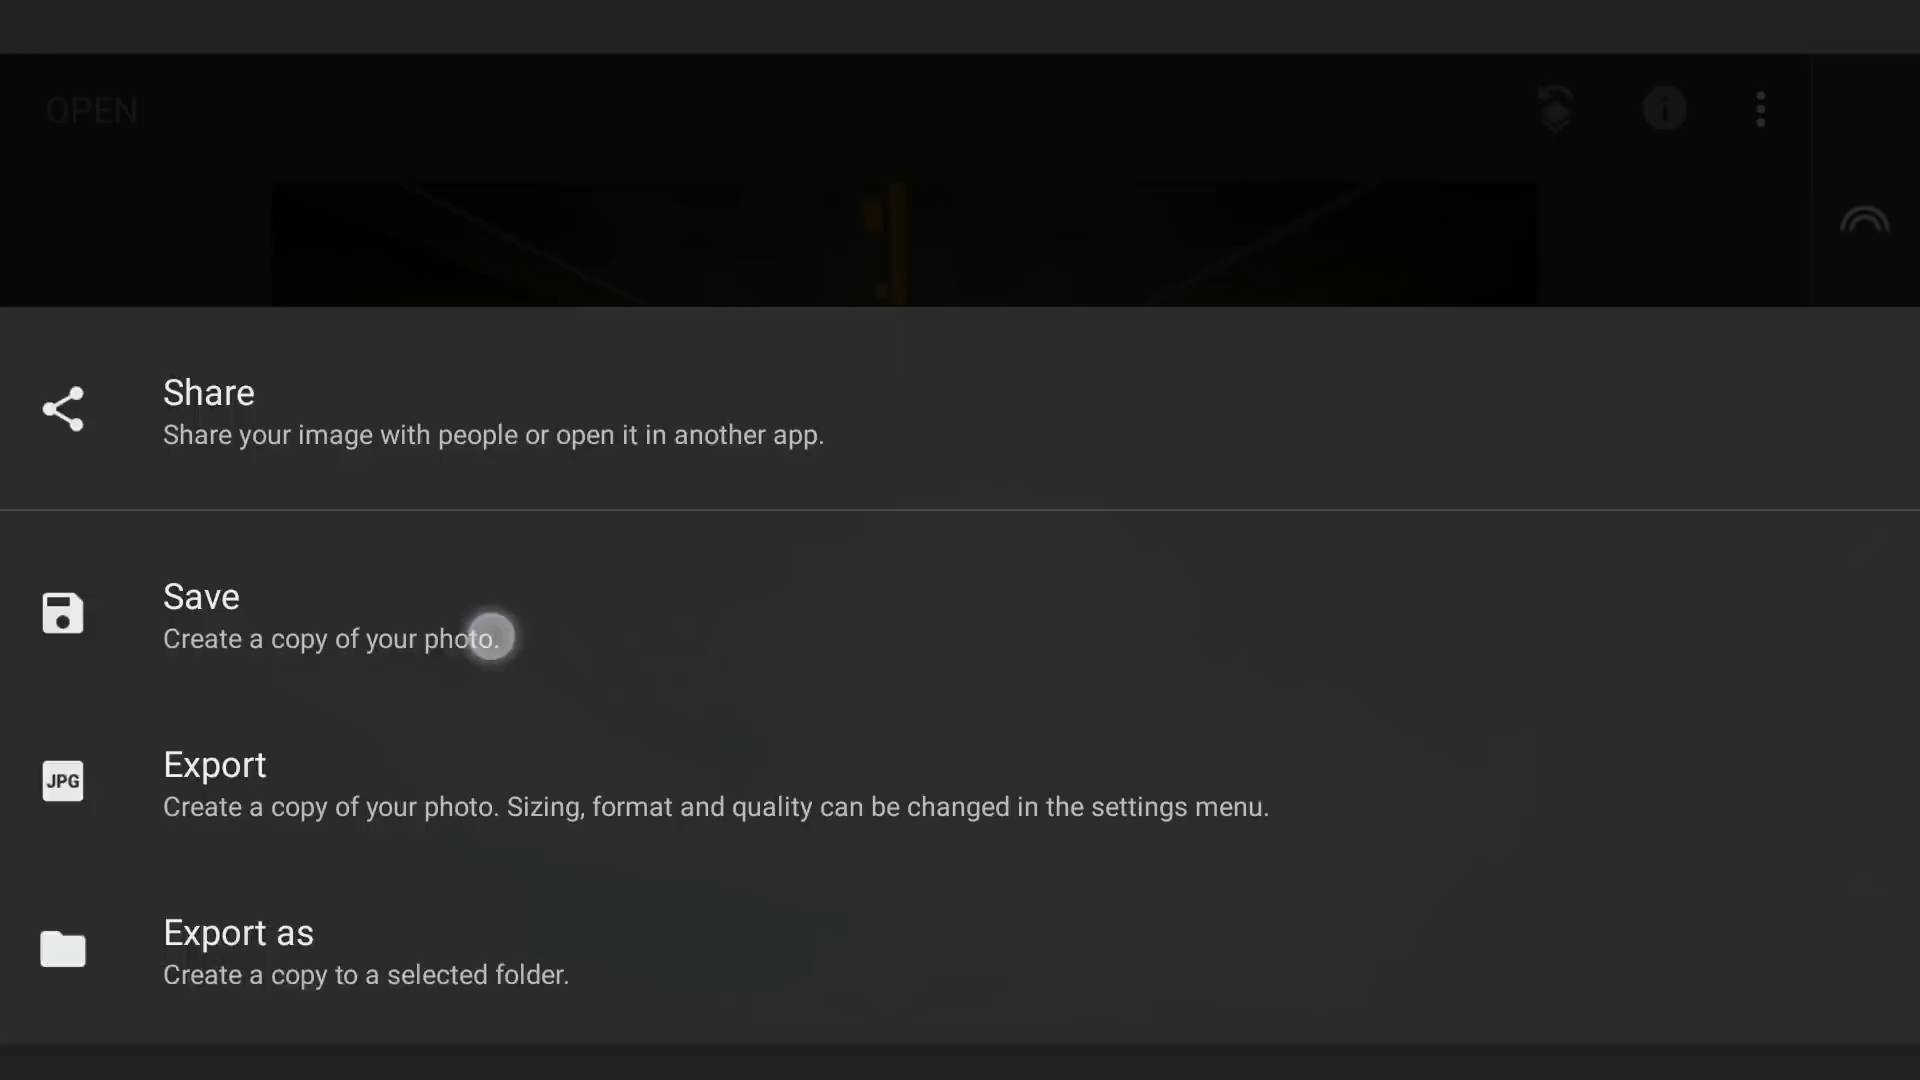 OPEN
Share
Share your image with people or open it in another app.
Save
Create a copy of your photo.
JPG
Export
Create a copy of your photo. Sizing, format and quality can be changed in the settings menu.
Export as
Create a copy to a selected folder.